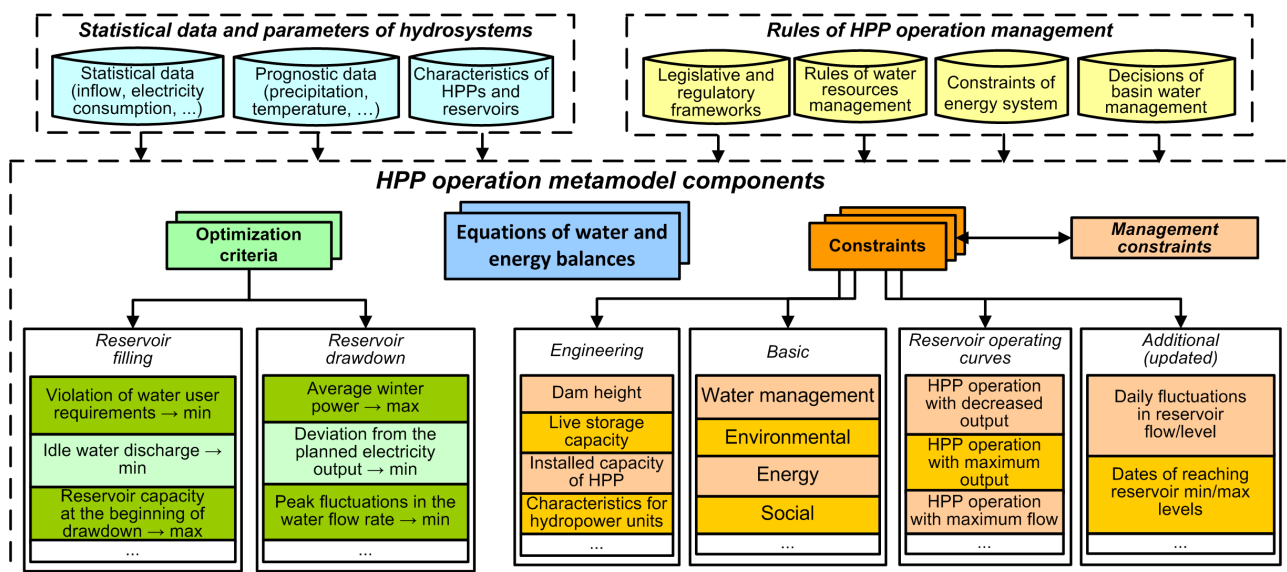 Statistical data and parameters of hydrosystems
Statistical data
(inflow, electricity
consumption, ...)
Prognostic data
(precipitation,
temperature, ...)
Characteristics of
HPPs and
reservoirs
Rules of HPP operation management
Legislative and
regulatory
frameworks
Rules of water
resources
management
Constraints of
energy system
Decisions of
basin water
management
HPP operation metamodel components
Optimization
criteria
Equations of water and
energy balances
Constraints
Management
constraints
Reservoir
filling
Violation of water user
requirements → min
Idle water discharge →
min
Reservoir capacity
at the beginning of
drawdown → max
...
Reservoir
drawdown
Average winter
power → max
Deviation from the
planned electricity
output → min
Peak fluctuations in the
water flow rate → min
...
Engineering
Dam height
Live storage
capacity
Installed capacity
of HPP
Characteristics for
hydropower units
...
Basic
Water management
Environmental
Energy
Social
...
Reservoir operating
curves
HPP operation
with decreased
output
HPP operation
with maximum
output
HPP operation
with maximum flow
...
Additional
(updated)
Daily fluctuations
in reservoir
flow/level
Dates of reaching
reservoir min/max
levels
...